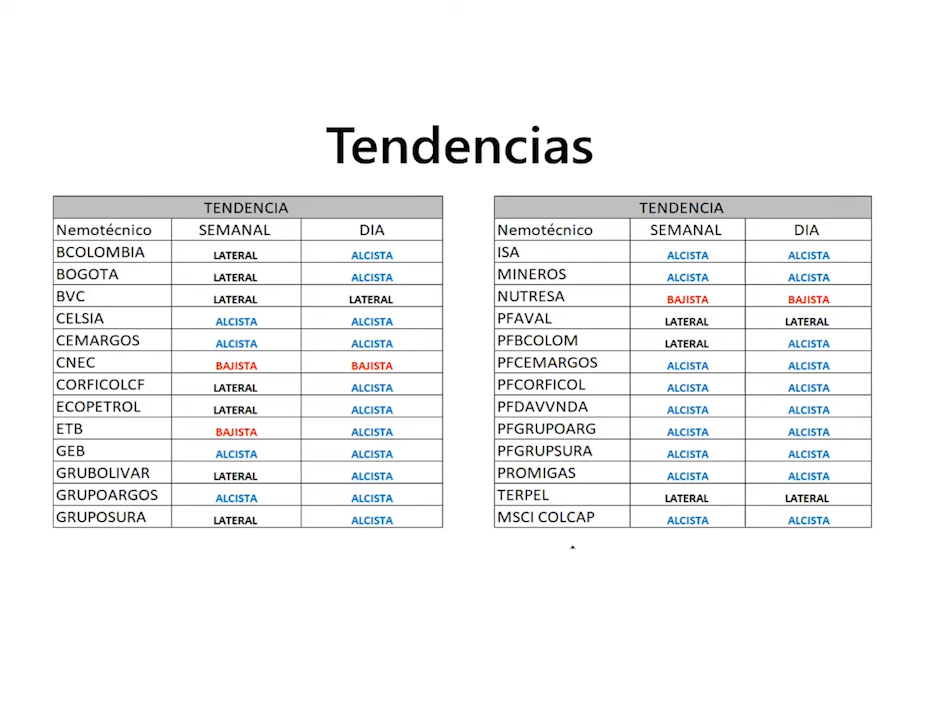 Tendencias
TENDENCIA
Nemotécnico SEMANAL DIA
BCOLOMBIA LATERAL ALCISTA
BOGOTA LATERAL ALCISTA
BVC LATERAL LATERAL
CELSIA ALCISTA ALCISTA
CEMARGOS ALCISTA ALCISTA
CNEC BAJISTA BAJISTA
CORFICOLCF LATERAL ALCISTA
ECOPETROL LATERAL ALCISTA
ETB BAJISTA ALCISTA
GEB ALCISTA ALCISTA
GRUBOLIVAR LATERAL ALCISTA
GRUPOARGOS ALCISTA ALCISTA
GRUPOSURA LATERAL ALCISTA
TENDENCIA
Nemotécnico SEMANAL DIA
ISA ALCISTA ALCISTA
MINEROS ALCISTA ALCISTA
NUTRESA BAJISTA BAJISTA
PFAVAL LATERAL LATERAL
PFBCOLOM LATERAL ALCISTA
PFCEMARGOS ALCISTA ALCISTA
PFCORFICOL ALCISTA ALCISTA
PFDAVVNDA ALCISTA ALCISTA
PFGRUPOARG ALCISTA ALCISTA
PFGRUPSURA ALCISTA ALCISTA
PROMIGAS ALCISTA ALCISTA
TERPEL LATERAL LATERAL
MSCI COLCAP ALCISTA ALCISTA